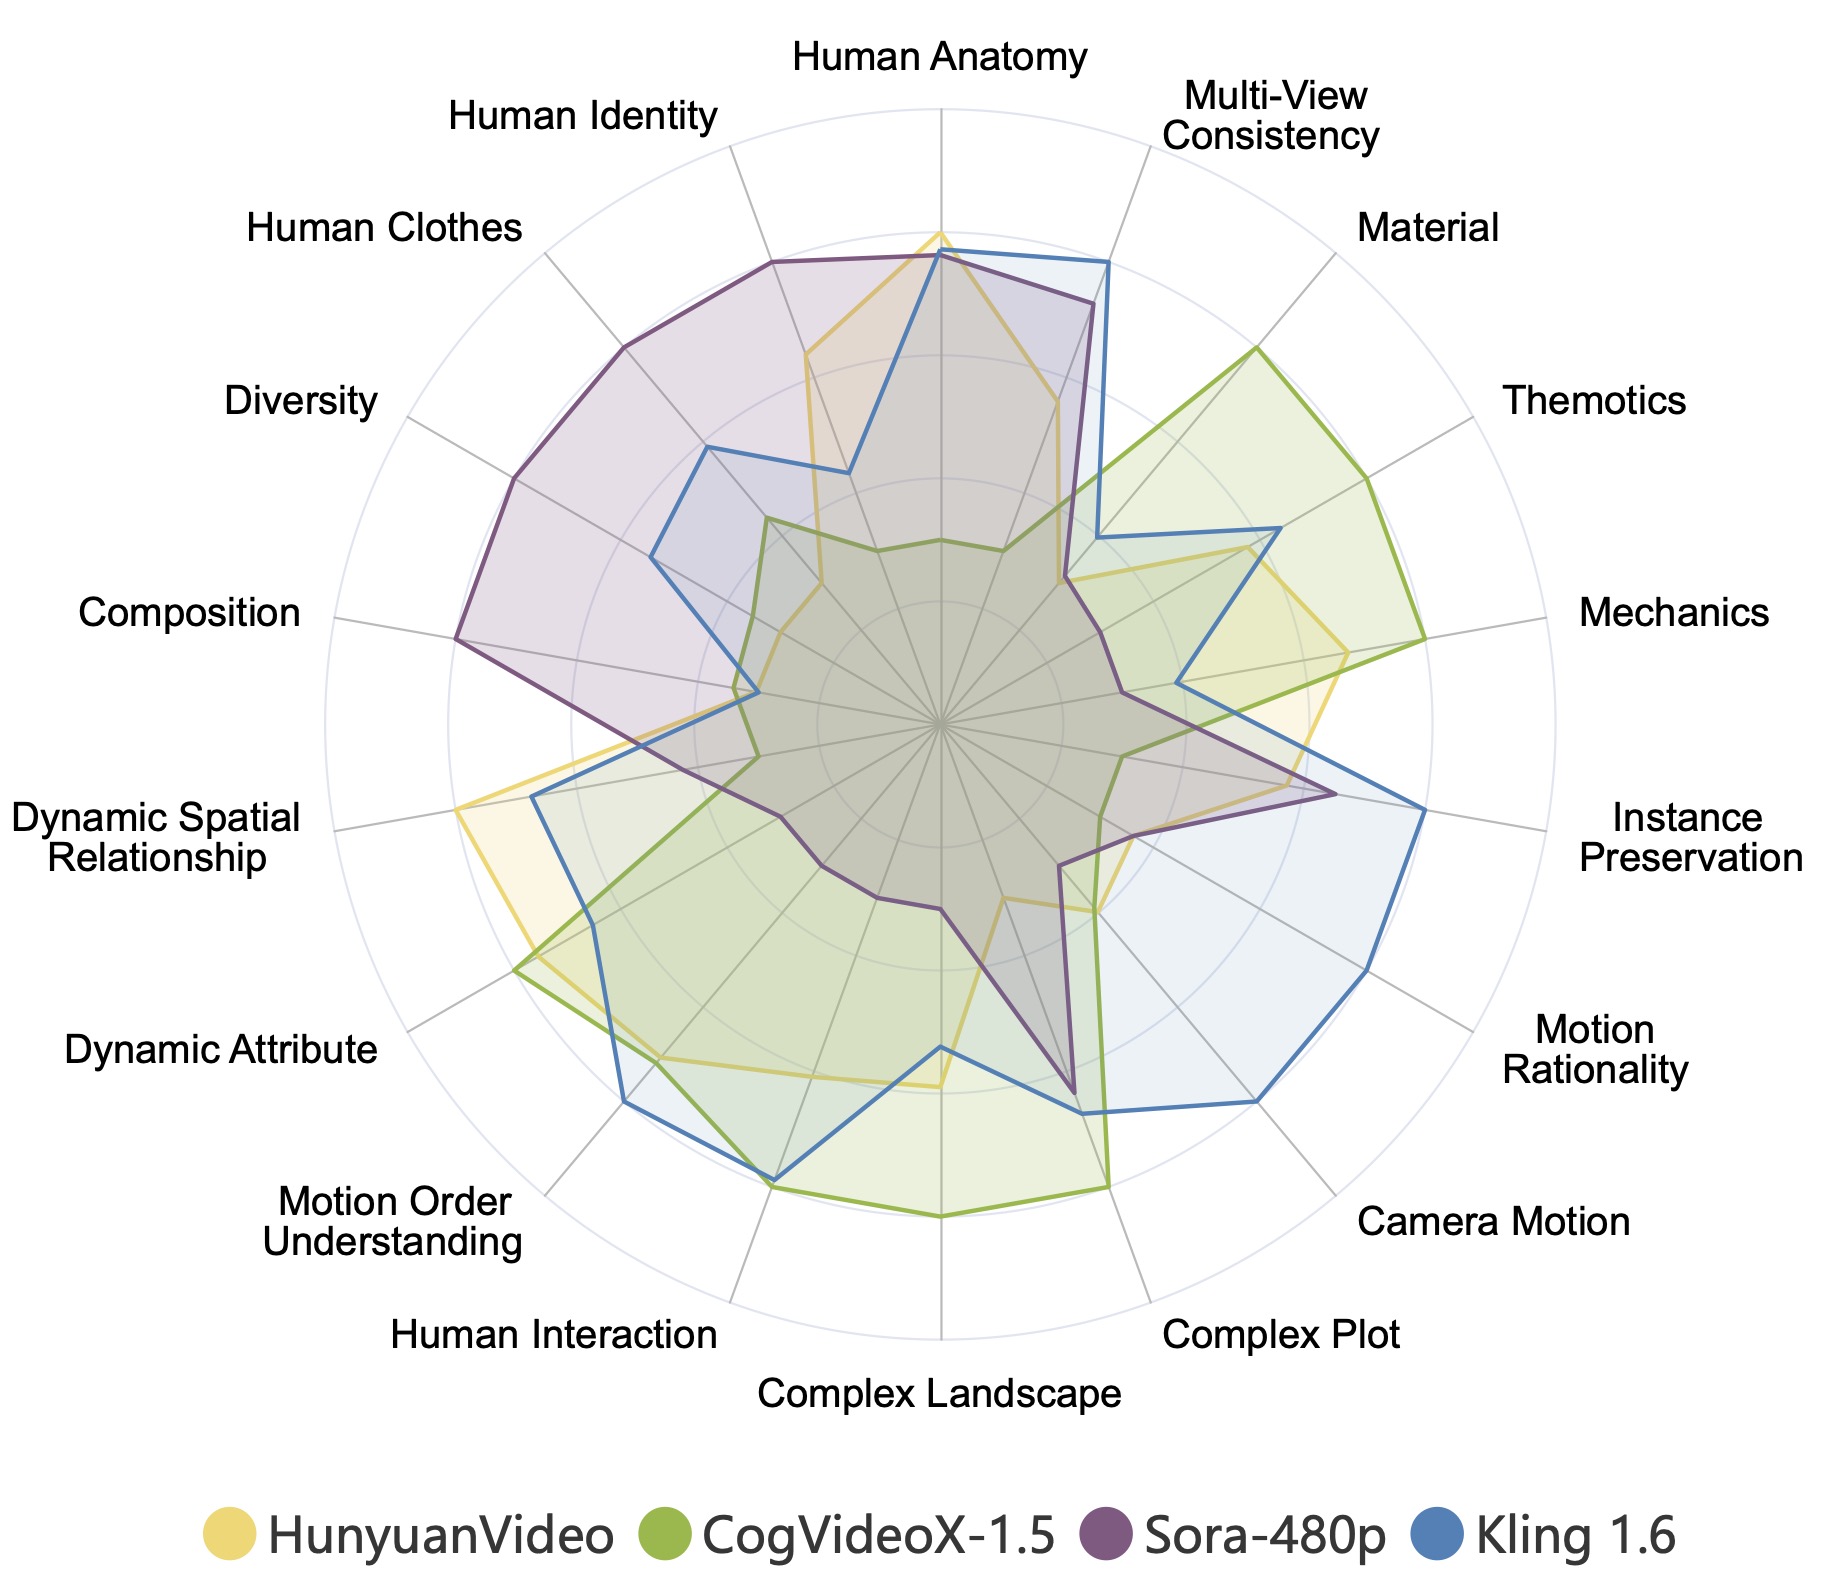 Human Anatomy
Multi-View
Consistency
Human Identity
Material
Human Clothes
Themotics
Diversity
Mechanics
Composition
Instance
Preservation
Dynamic Spatial
Relationship
Motion
Rationality
Dynamic Attribute
Camera Motion
Motion Order
Understanding
Complex Plot
Human Interaction
Complex Landscape
HunyuanVideo CogVideoX-1.5 Sora-480p Kling 1.6